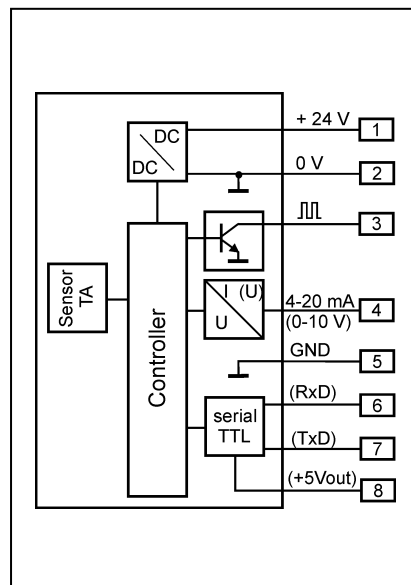 DC
DC
+ 24 V
1
0 V
2
3
Sensor
TA
Controller
I (U)
U
4-20 mA
(0-10 V)
4
GND
5
serial
TTL
(RxD)
6
(TxD)
7
(+5Vout)
8